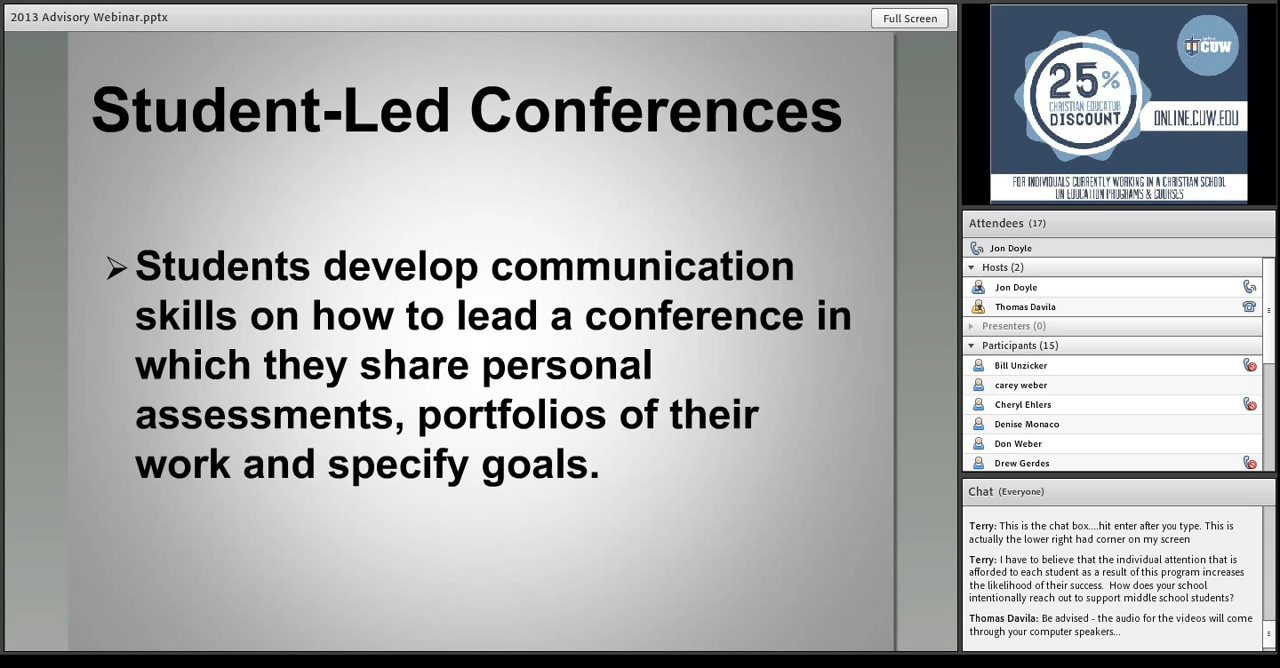 2013 Advisory Webinar.pptx
Full Screen
Student-Led Conferences
Students develop communication
skills on how to lead a conference in
which they share personal
assessments, portfolios of their
work and specify goals.
CUW
25%
CHRISTIAN EDUCATOR
DISCOUNT
ONLINE.CUW.EDU
FOR INDIVIDUALS CURRENTLY WORKING IN A CHRISTIAN SCHOOL
ON EDUCATION PROGRAMS & COURSES
Attendees (17)
Jon Doyle
Hosts (2)
Jon Doyle
Thomas Davila
Presenters (0)
Participants (15)
Bill Unzicker
carey weber
Cheryl Ehlers
Denise Monaco
Don Weber
Drew Gerdes
Chat (Everyone)
Terry: This is the chat box....hit enter after you type. This is
actually the lower right had corner on my screen
Terry: I have to believe that the individual attention that is
afforded to each student as a result of this program increases
the likelihood of their success. How does your school
intentionally reach out to support middle school students?
Thomas Davila: Be advised - the audio for the videos will come
through your computer speakers...